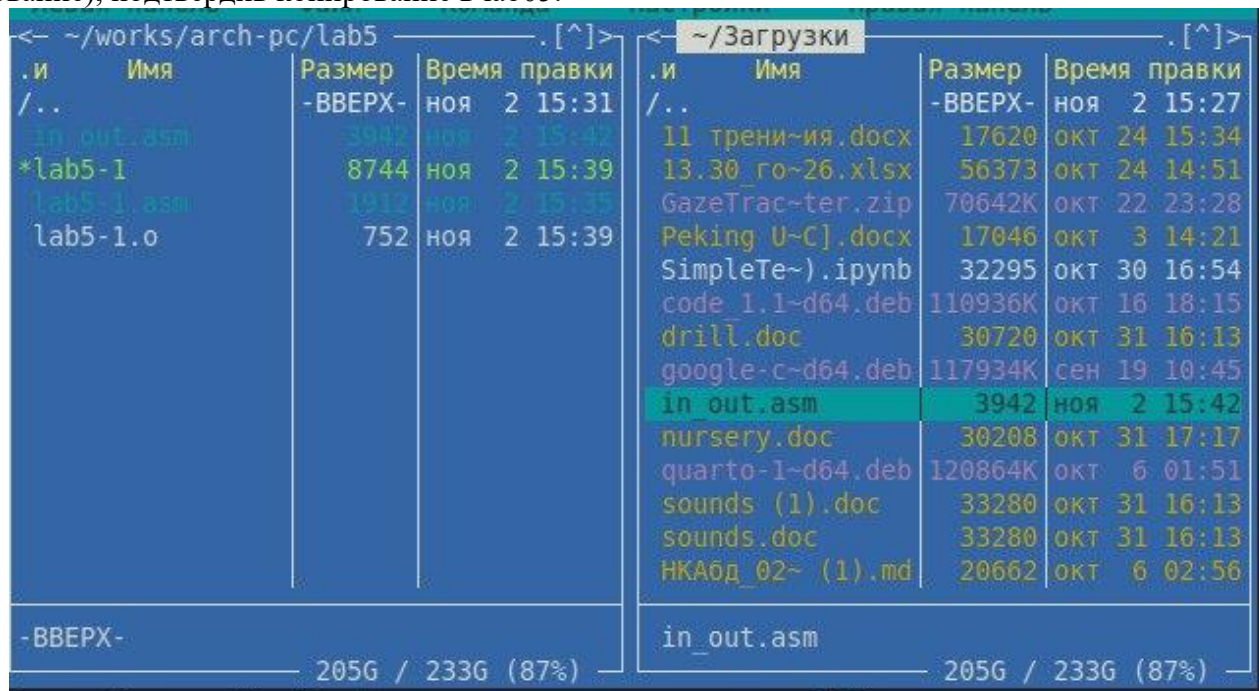 <- ~/works/arch-pc/lab5 .[^]>
.и Имя Размер Время правки
/.. -ВВЕРХ- ноя 2 15:31
in_out.asm 3942 ноя 2 15:42
*lab5-1 8744 ноя 2 15:39
lab5-1.asm 1912 ноя 2 15:35
lab5-1.o 752 ноя 2 15:39
-ВВЕРХ-
205G / 233G (87%)
<- ~/Загрузки .[^]>
.и Имя Размер Время правки
/.. -ВВЕРХ- ноя 2 15:27
11 трени~ия.docx 17620 окт 24 15:34
13.30_го~26.xlsx 56373 окт 24 14:51
GazeTrac~ter.zip 70642K окт 22 23:28
Peking U~C].docx 17046 окт 3 14:21
SimpleTe~).ipynb 32295 окт 30 16:54
code_1.1~d64.deb 110936K окт 16 18:15
drill.doc 30720 окт 31 16:13
google-c~d64.deb 117934K сен 19 10:45
in_out.asm 3942 ноя 2 15:42
nursery.doc 30208 окт 31 17:17
quarto-1~d64.deb 120864K окт 6 01:51
sounds (1).doc 33280 окт 31 16:13
sounds.doc 33280 окт 31 16:13
НКАбд_02~ (1).md 20662 окт 6 02:56
in_out.asm
205G / 233G (87%)